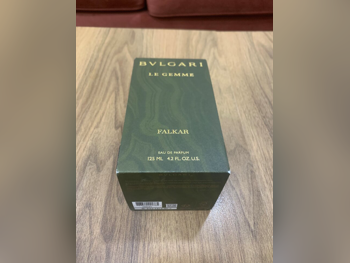 BVLGARI
LE GEMME
FALKAR
EAU DE PARFUM
125 ML 4.2 FL.OZ.U.S.